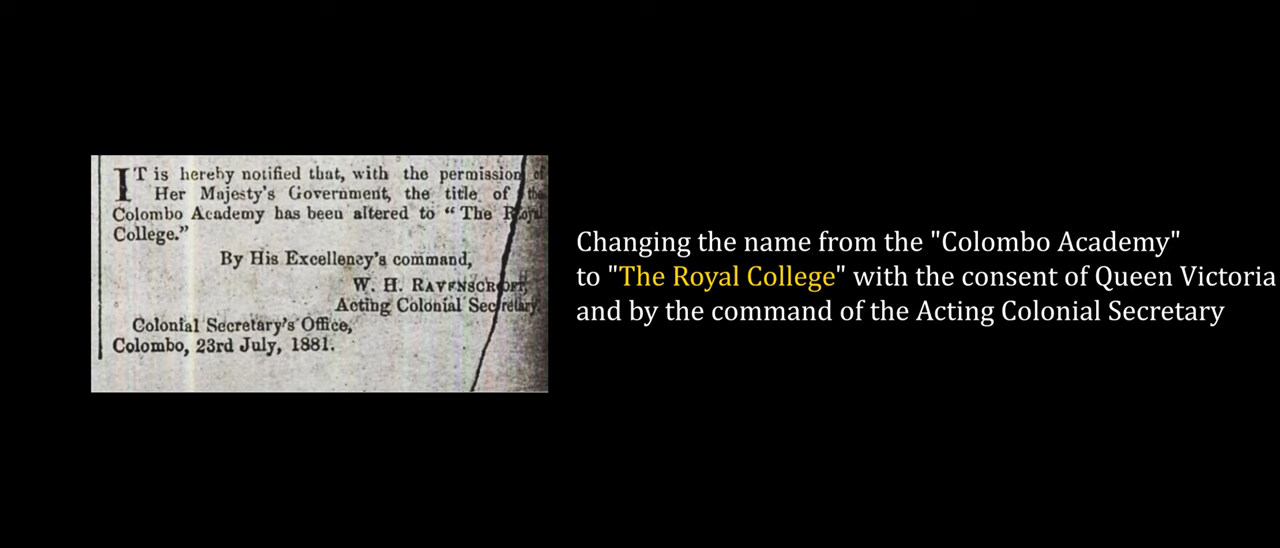 IT is hereby notified that, with the permission of
Her Majesty's Government, the title of the
Colombo Academy has been altered to “The Royal
College.”
By His Excellency's command,
W. H. RAVENSCROFT,
Acting Colonial Secretary.
Colonial Secretary's Office,
Colombo, 23rd July, 1881.
Changing the name from the "Colombo Academy"
to "The Royal College" with the consent of Queen Victoria
and by the command of the Acting Colonial Secretary